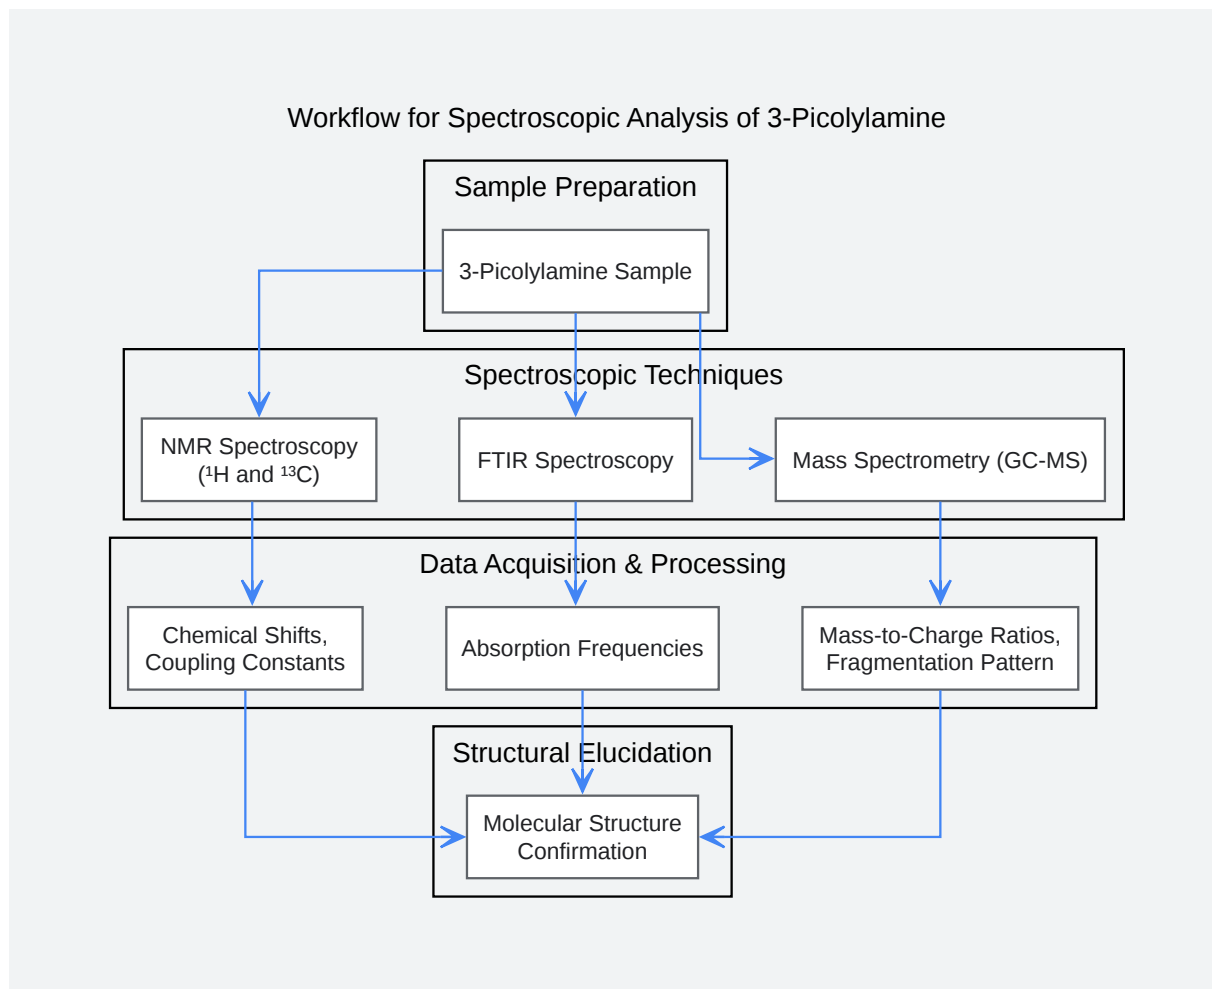 Workflow for Spectroscopic Analysis of 3-Picolylamine
Sample Preparation
3-Picolylamine Sample
Spectroscopic Techniques
NMR Spectroscopy
(¹H and ¹³C)
FTIR Spectroscopy
Mass Spectrometry (GC-MS)
Data Acquisition & Processing
Chemical Shifts,
Coupling Constants
Absorption Frequencies
Mass-to-Charge Ratios,
Fragmentation Pattern
Structural Elucidation
Molecular Structure
Confirmation